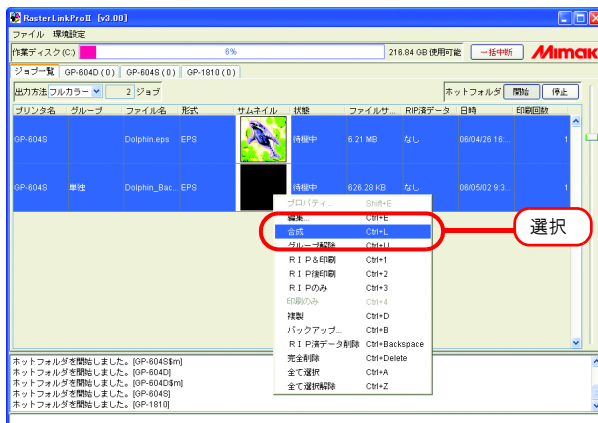 RasterLinkProⅡ [v3.00]
ファイル 環境設定
作業ディスク(C:) 6% 216.84 GB 使用可能 一括中断 Mimaki
ジョブ一覧 GP-604D ( 0 ) GP-604S ( 0 ) GP-1810 ( 0 )
出力方法 フルカラー 2 ジョブ ホットフォルダ 開始 停止
プリンタ名 グループ ファイル名 形式 サムネイル 状態 ファイルサ... RIP済データ 日時 印刷回数
GP-604S Dolphin.eps EPS 待機中 6.21 MB なし 06/04/26 16:... 1
GP-604S 単独 Dolphin_Bac... EPS 待機中 626.28 KB なし 06/05/02 9:3... 1
プロパティ... Shift+E
編集... Ctrl+E
合成 Ctrl+L
選択
グループ解除 Ctrl+U
ＲＩＰ＆印刷 Ctrl+1
ＲＩＰ後印刷 Ctrl+2
ＲＩＰのみ Ctrl+3
印刷のみ Ctrl+4
複製 Ctrl+D
バックアップ... Ctrl+B
ＲＩＰ済データ削除 Ctrl+Backspace
完全削除 Ctrl+Delete
全て選択 Ctrl+A
全て選択解除 Ctrl+Z
ホットフォルダを開始しました。[GP-604S$m]
ホットフォルダを開始しました。[GP-604D]
ホットフォルダを開始しました。[GP-604D$m]
ホットフォルダを開始しました。[GP-604S]
ホットフォルダを開始しました。[GP-1810]